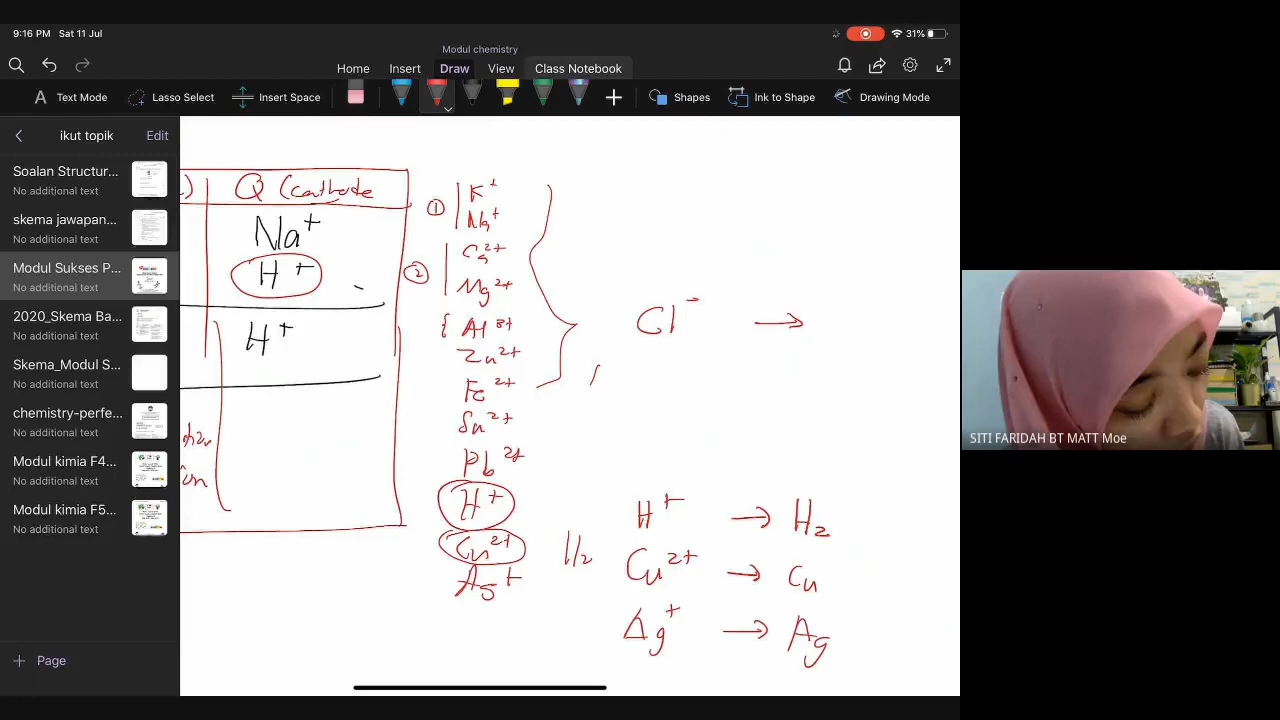 9:16 PM Sat 11 Jul
31%
Modul chemistry
Home Insert Draw View Class Notebook
Text Mode Lasso Select Insert Space Shapes Ink to Shape Drawing Mode
ikut topik Edit
Soalan Structur...
No additional text
skema jawapan...
No additional text
Modul Sukses P...
No additional text
2020_Skema Ba...
No additional text
Skema_Modul S...
No additional text
chemistry-perfe...
No additional text
Modul kimia F4...
No additional text
Modul kimia F5...
No additional text
Page
) Q (cathode
Na+
H+
H+
① K+
Na+
② Ca2+
Mg2+
Al3+
Zn2+
Fe2+
Sn2+
Pb2+
H+
Cu2+
Ag+
Cl- →
H+ → H2
Cu2+ → Cu
Ag+ → Ag
SITI FARIDAH BT MATT Moe